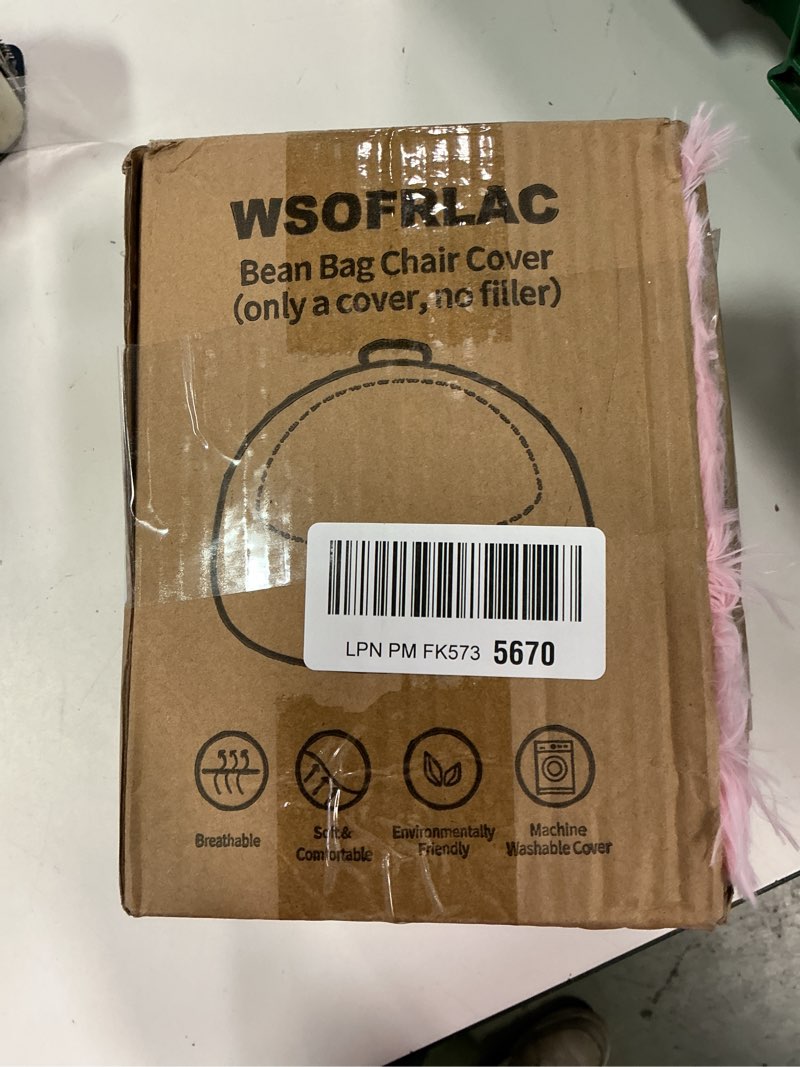 WSOFRLAC
Bean Bag Chair Cover
(only a cover, no filler)
LPN PM FK573 5670
Breathable
Soft&
Comfortable
Environmentally
Friendly
Machine
Washable Cover